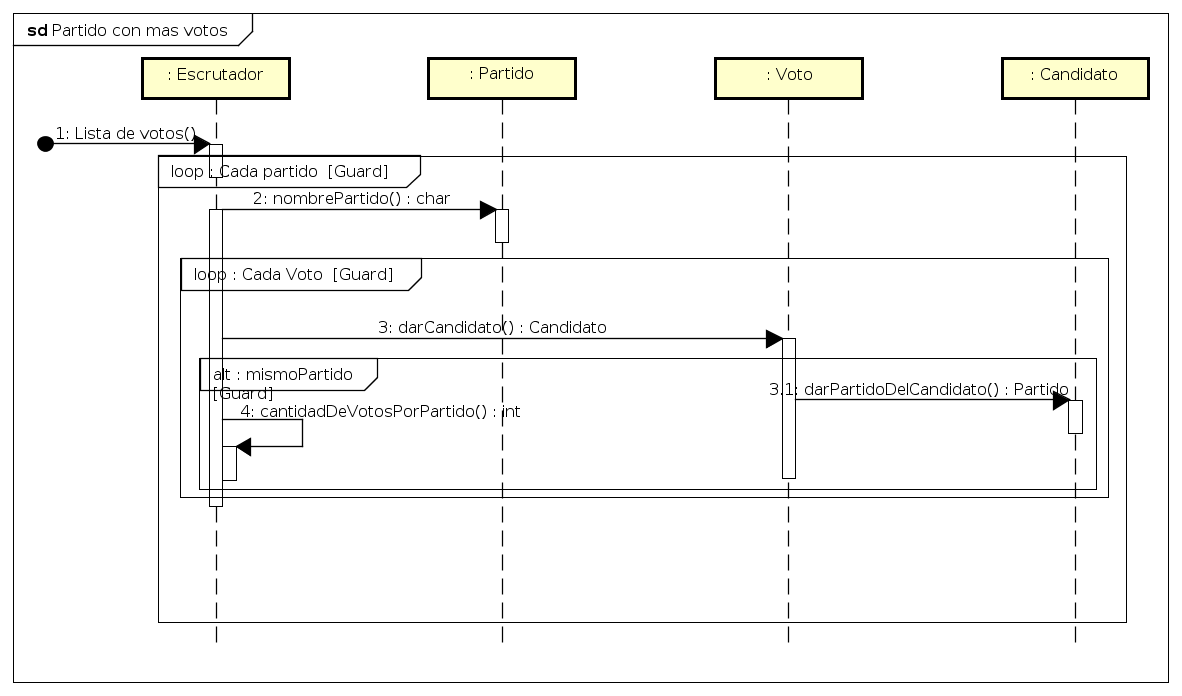 sd Partido con mas votos
: Escrutador
: Partido
: Voto
: Candidato
1: Lista de votos()
loop : Cada partido [Guard]
2: nombrePartido() : char
loop : Cada Voto [Guard]
3: darCandidato() : Candidato
alt : mismoPartido
[Guard]
3.1: darPartidoDelCandidato() : Partido
4: cantidadDeVotosPorPartido() : int